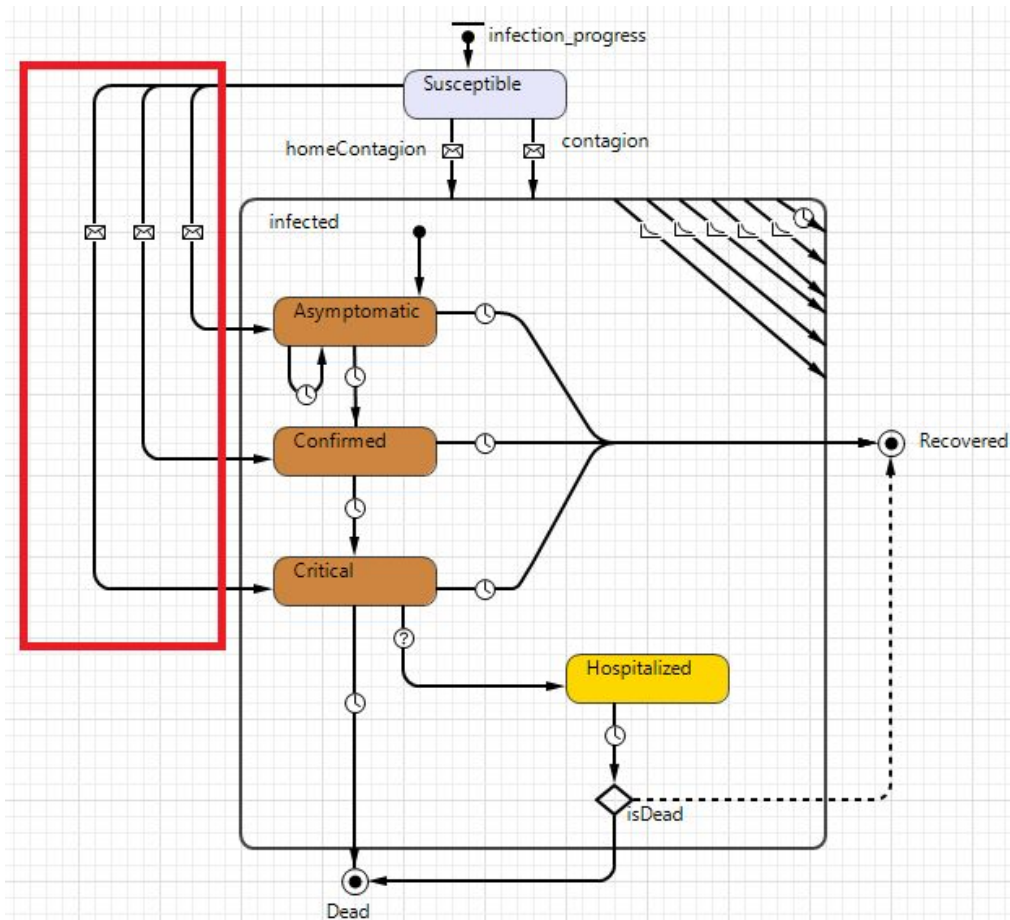 infection_progress
Susceptible
homeContagion
contagion
infected
Asymptomatic
Confirmed
Recovered
Critical
?
Hospitalized
isDead
Dead